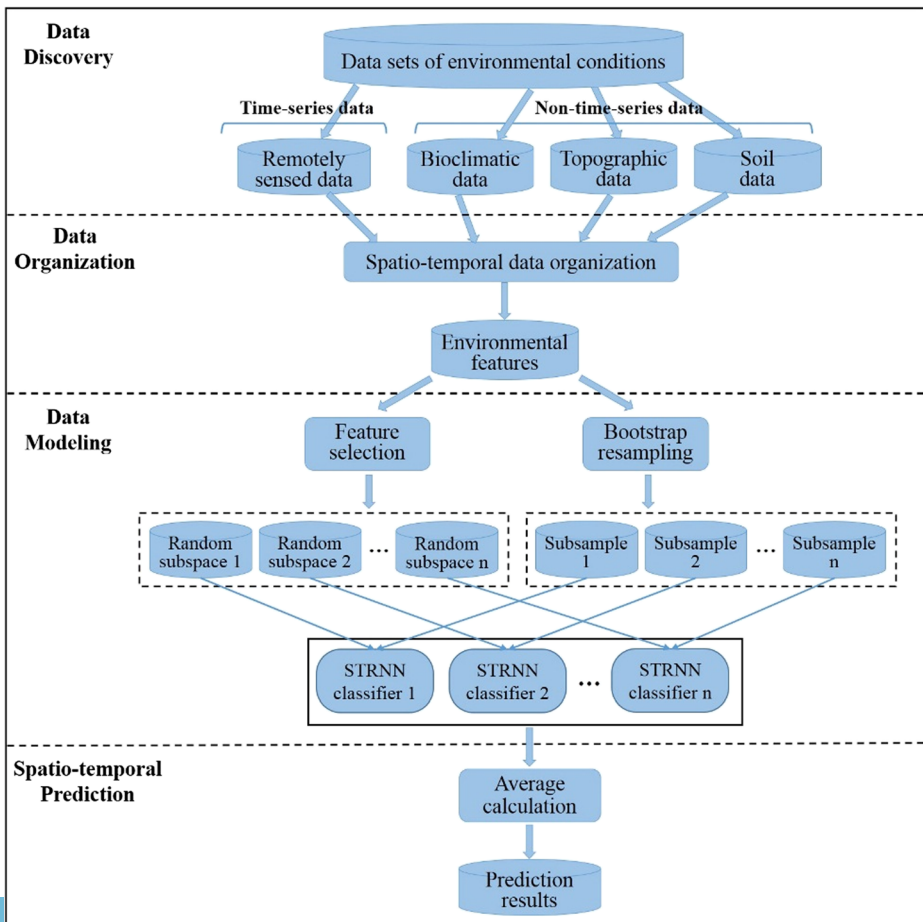 Data
Discovery
Data sets of environmental conditions
Time-series data
Non-time-series data
Remotely
sensed data
Bioclimatic
data
Topographic
data
Soil
data
Data
Organization
Spatio-temporal data organization
Environmental
features
Data
Modeling
Feature
selection
Bootstrap
resampling
Random
subspace 1
Random
subspace 2
...
Random
subspace n
Subsample
1
Subsample
2
...
Subsample
n
STRNN
classifier 1
STRNN
classifier 2
...
STRNN
classifier n
Spatio-temporal
Prediction
Average
calculation
Prediction
results